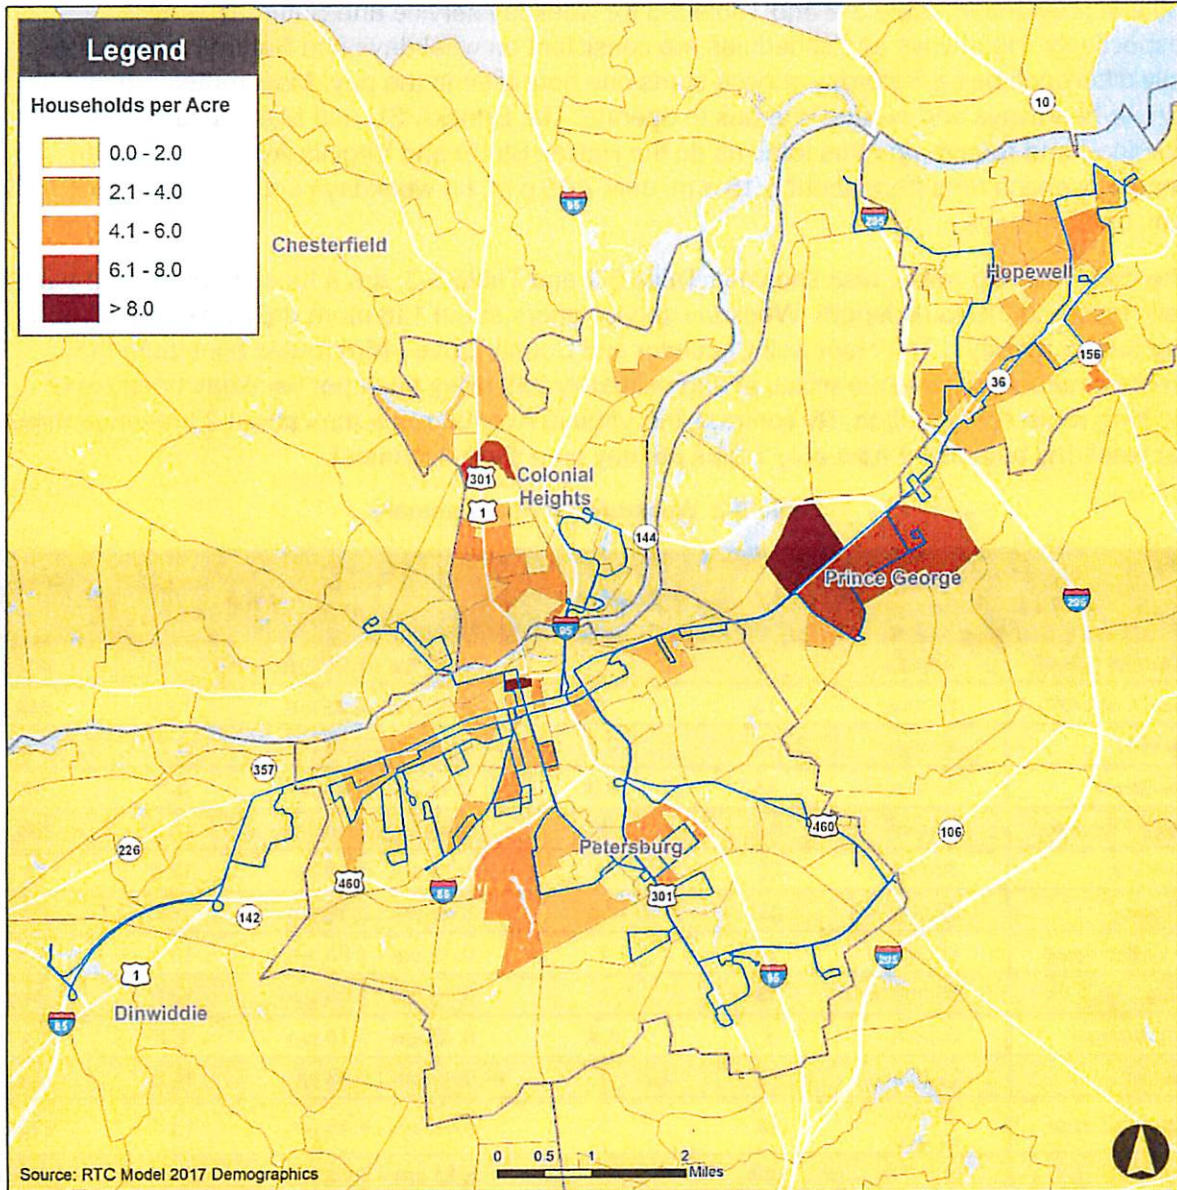 Legend
Households per Acre
0.0 - 2.0
2.1 - 4.0
4.1 - 6.0
6.1 - 8.0
> 8.0
10
95
Chesterfield
295
Hopewell
156
36
301
Colonial
Heights
1
144
Prince George
295
95
357
460
106
226
Petersburg
460
85
301
142
1
295
95
Dinwiddie
85
0 0.5 1 2
Miles
Source: RTC Model 2017 Demographics